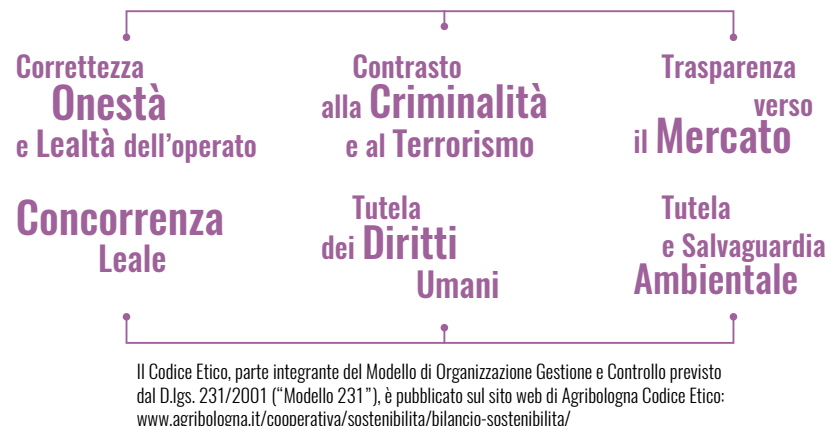 Correttezza
Onestà
e Lealtà dell'operato
Contrasto
alla Criminalità
e al Terrorismo
Trasparenza
verso
il Mercato
Concorrenza
Leale
Tutela
dei Diritti
Umani
Tutela
e Salvaguardia
Ambientale
Il Codice Etico, parte integrante del Modello di Organizzazione Gestione e Controllo previsto
dal D.lgs. 231/2001 (“Modello 231”), è pubblicato sul sito web di Agribologna Codice Etico:
www.agribologna.it/cooperativa/sostenibilita/bilancio-sostenibilita/